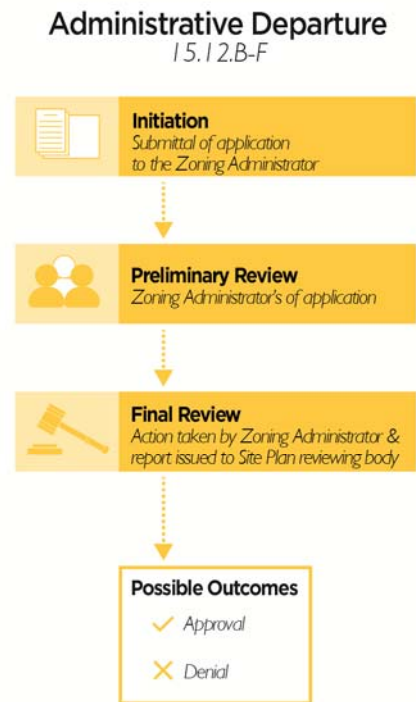 Administrative Departure
15.12.B-F
Initiation
Submittal of application
to the Zoning Administrator
Preliminary Review
Zoning Administrator's of application
Final Review
Action taken by Zoning Administrator &
report issued to Site Plan reviewing body
Possible Outcomes
Approval
Denial